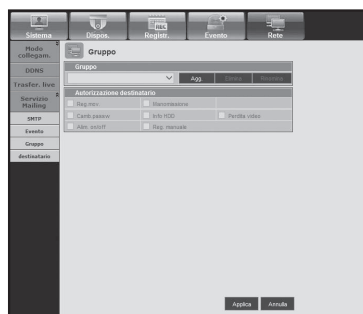 Sistema
Dispos.
REC
Registr.
Evento
Rete
Modo
collegam.
DDNS
Trasfer. live
Servizio
Mailing
SMTP
Evento
Gruppo
destinatario
Gruppo
Gruppo
Agg.
Elimina
Rinomina
Autorizzazione destinatario
Reg.mov.
Manomissione
Camb.passw.
Info HDD
Perdita video
Alim. on/off
Reg. manuale
Applica
Annulla